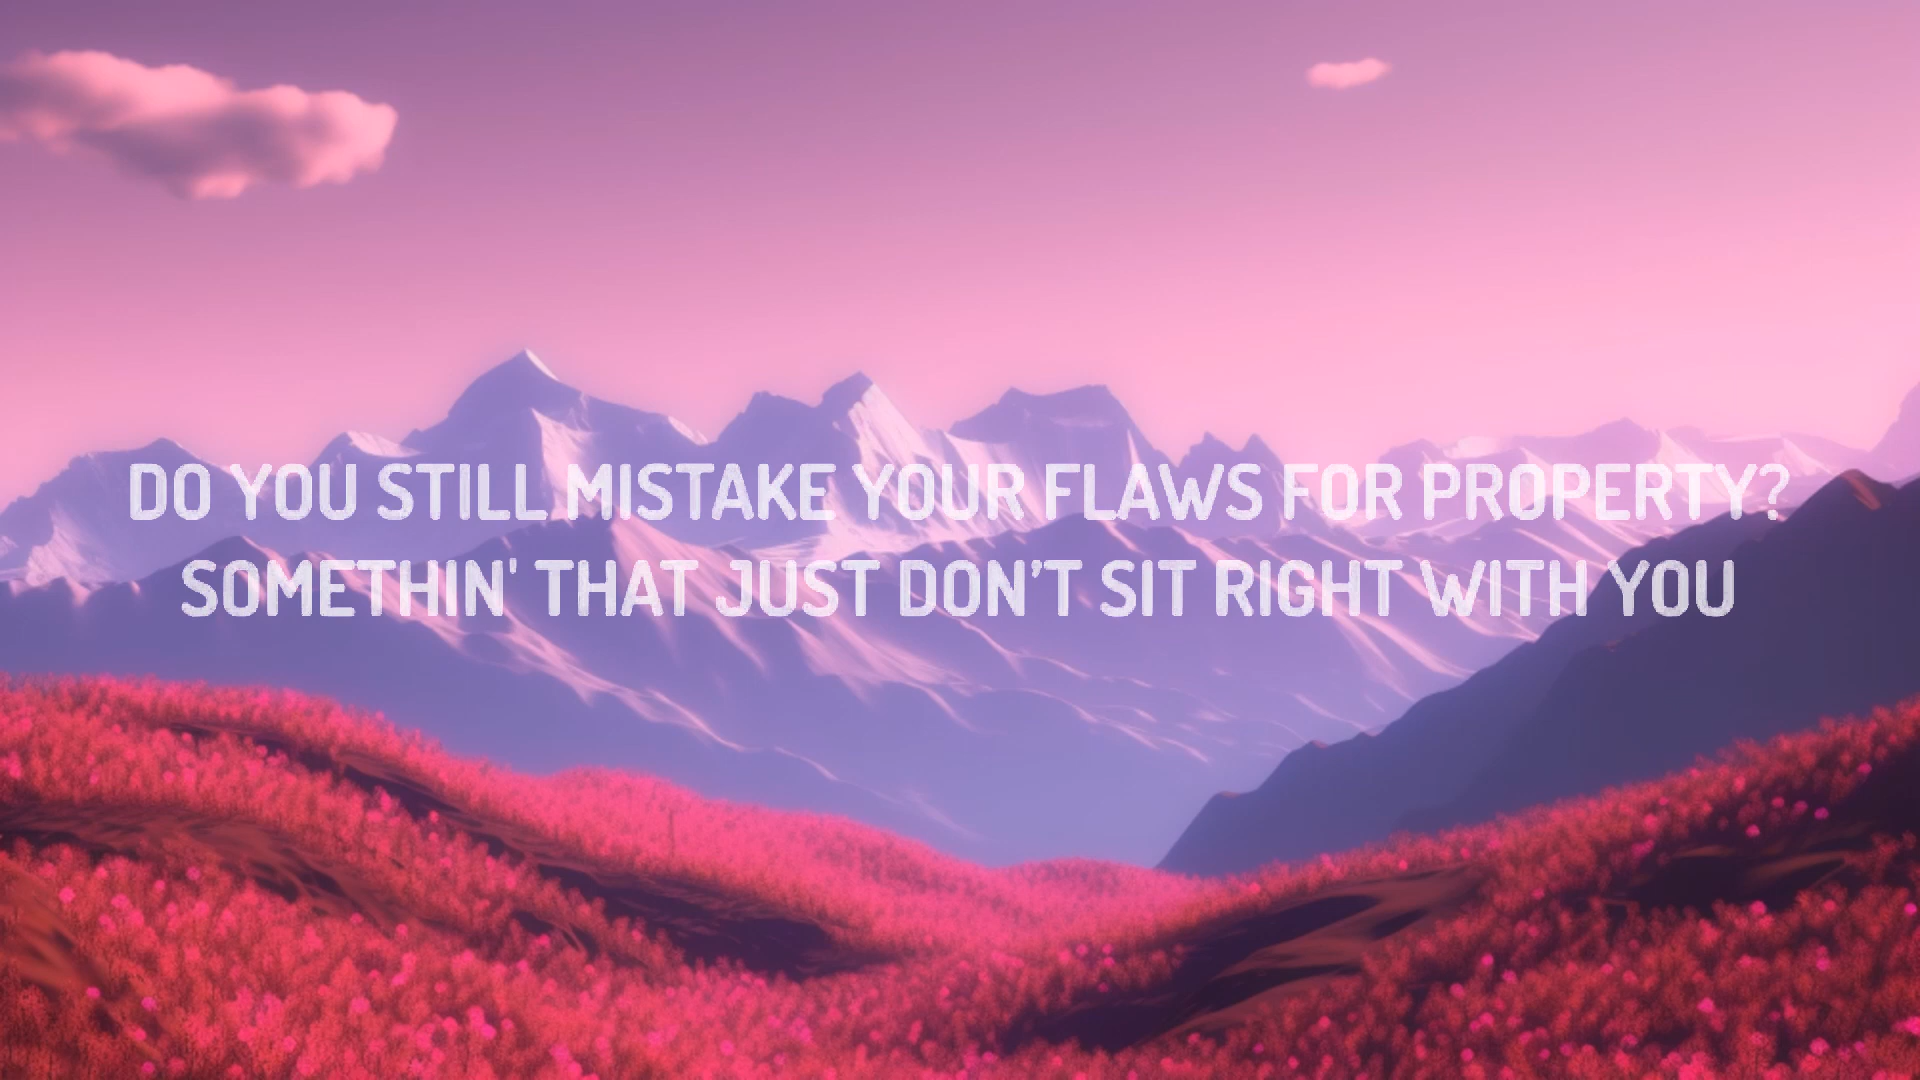 DO YOU STILL MISTAKE YOUR FLAWS FOR PROPERTY?
SOMETHIN' THAT JUST DON’T SIT RIGHT WITH YOU